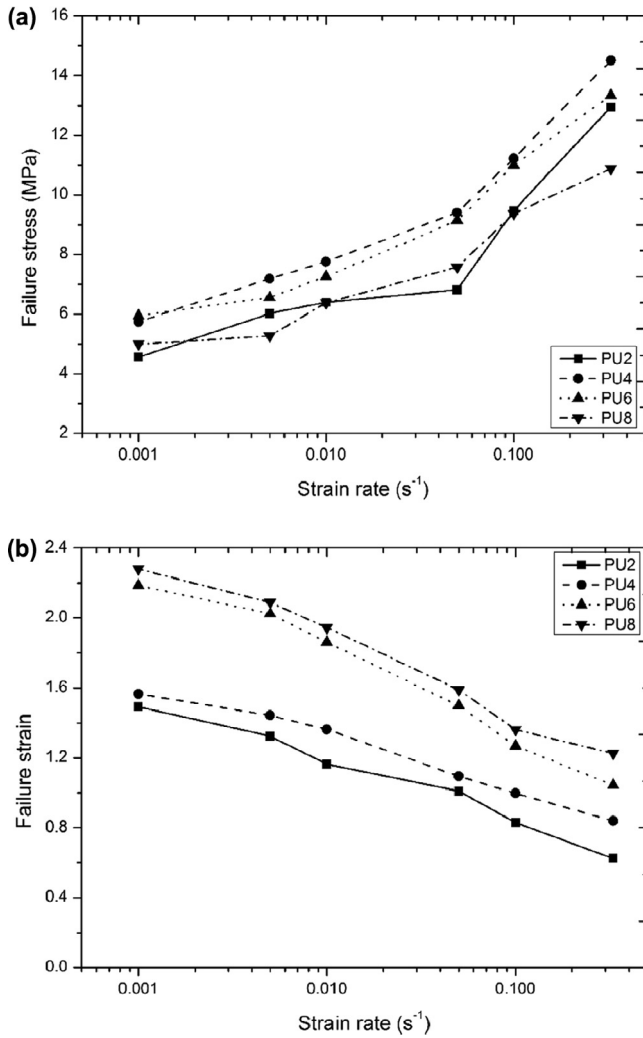 (a)
16
14
12
10
8
6
4
2
Failure stress (MPa)
PU2
PU4
PU6
PU8
0.001
0.010
0.100
Strain rate (s⁻¹)
(b)
2.4
2.0
1.6
1.2
0.8
0.4
0.0
Failure strain
PU2
PU4
PU6
PU8
0.001
0.010
0.100
Strain rate (s⁻¹)